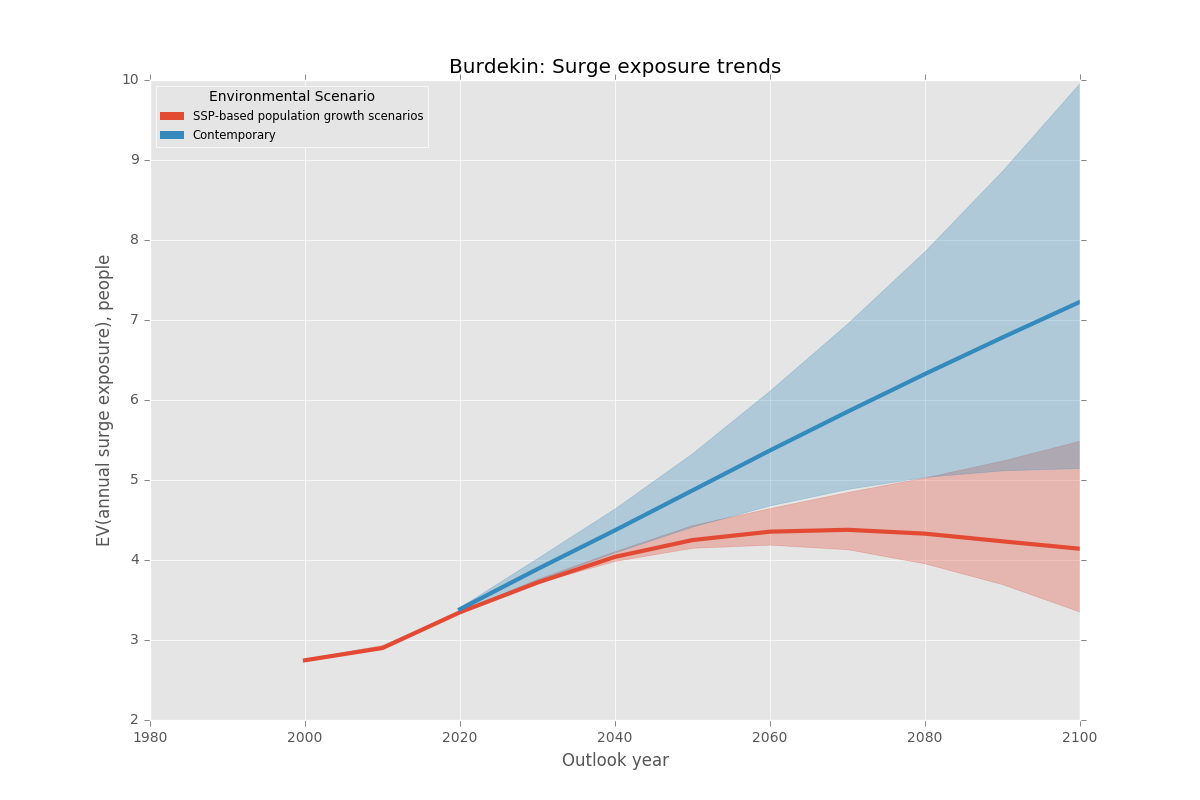 Burdekin: Surge exposure trends
Environmental Scenario
SSP-based population growth scenarios
Contemporary
EV(annual surge exposure), people
10
9
8
7
6
5
4
3
2
1980 2000 2020 2040 2060 2080 2100
Outlook year